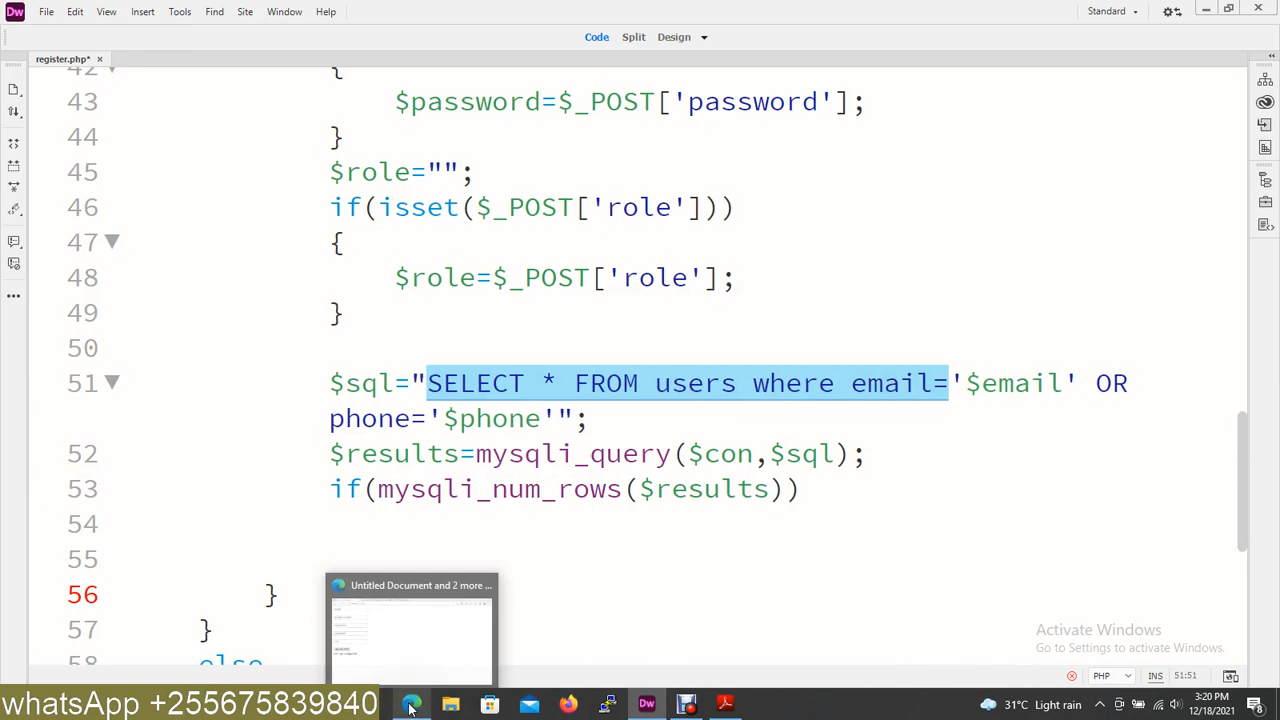 Dw File Edit View Insert Tools Find Site Window Help Standard
Code Split Design
register.php*
42 {
43 $password=$_POST['password'];
44 }
45 $role="";
46 if(isset($_POST['role']))
47 {
48 $role=$_POST['role'];
49 }
50
51 $sql="SELECT * FROM users where email='$email' OR
phone='$phone'";
52 $results=mysqli_query($con,$sql);
53 if(mysqli_num_rows($results))
54
55
56 }
57 }
58 else
Untitled Document and 2 more ...
Activate Windows
Go to Settings to activate Windows.
PHP INS 51:51
whatsApp +255675839840
Dw
31°C Light rain
3:20 PM
12/18/2021